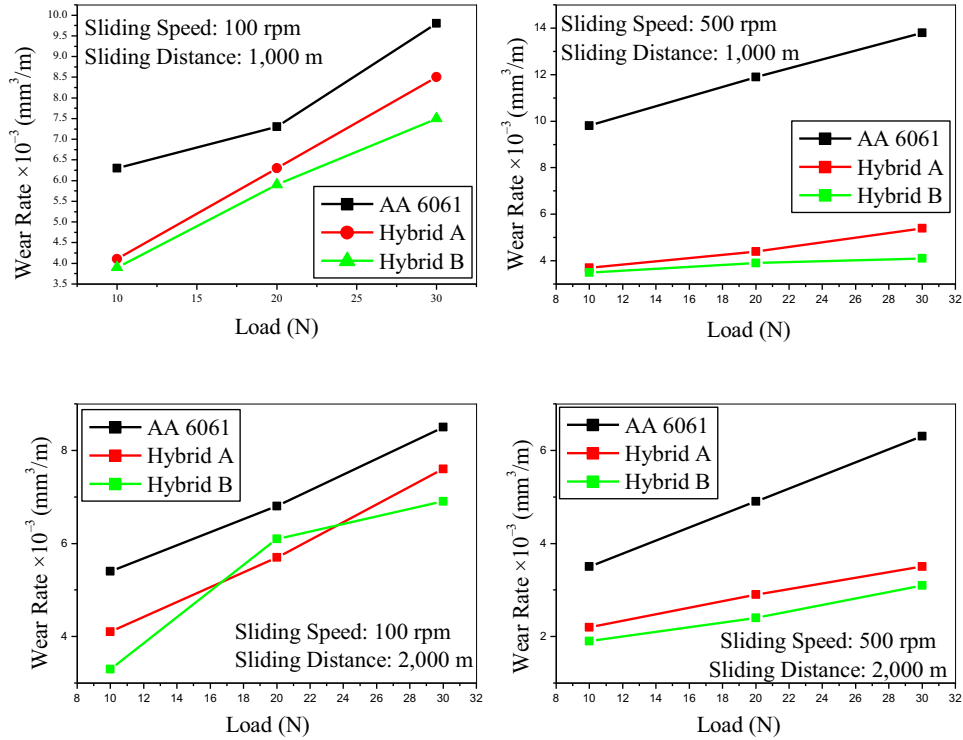 10.0
9.5
9.0
8.5
8.0
7.5
7.0
6.5
6.0
5.5
5.0
4.5
4.0
3.5
Wear Rate ×10⁻³ (mm³/m)
Sliding Speed: 100 rpm
Sliding Distance: 1,000 m
AA 6061
Hybrid A
Hybrid B
10 15 20 25 30
Load (N)
14
12
10
8
6
4
Wear Rate ×10⁻³ (mm³/m)
Sliding Speed: 500 rpm
Sliding Distance: 1,000 m
AA 6061
Hybrid A
Hybrid B
8 10 12 14 16 18 20 22 24 26 28 30 32
Load (N)
8
6
4
Wear Rate ×10⁻³ (mm³/m)
AA 6061
Hybrid A
Hybrid B
Sliding Speed: 100 rpm
Sliding Distance: 2,000 m
8 10 12 14 16 18 20 22 24 26 28 30 32
Load (N)
6
4
2
Wear Rate ×10⁻³ (mm³/m)
AA 6061
Hybrid A
Hybrid B
Sliding Speed: 500 rpm
Sliding Distance: 2,000 m
8 10 12 14 16 18 20 22 24 26 28 30 32
Load (N)